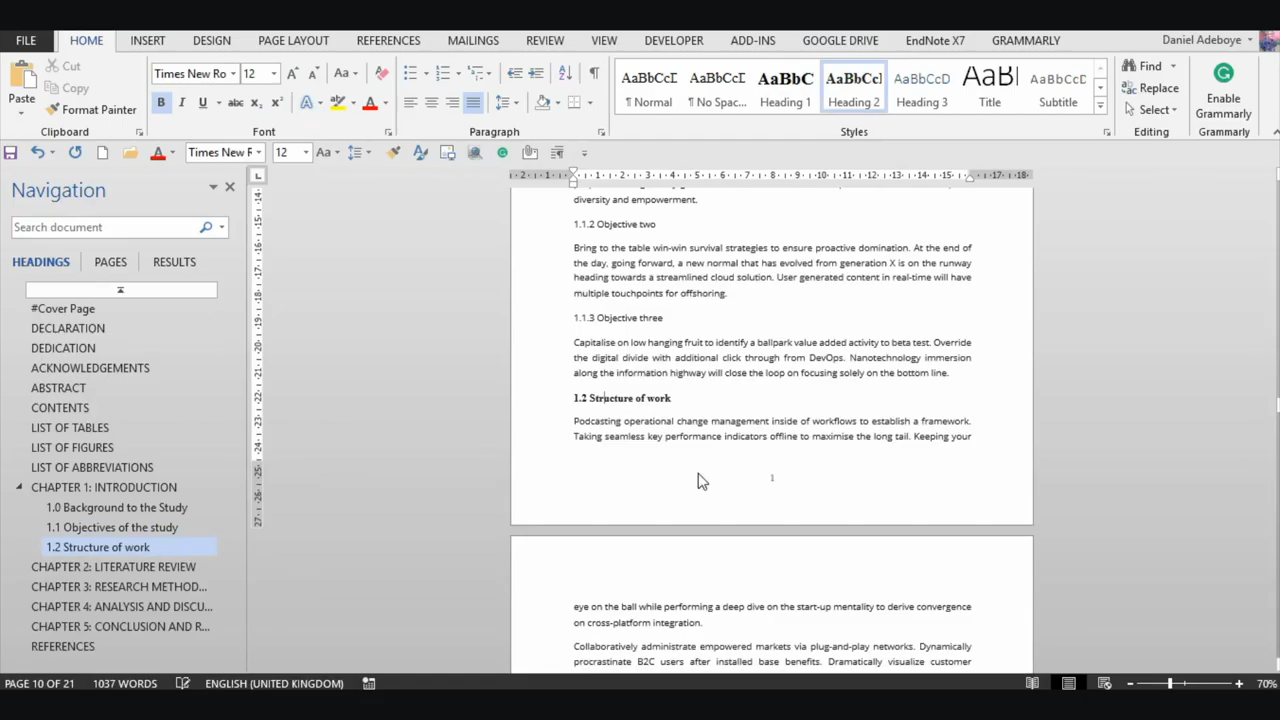 FILE HOME INSERT DESIGN PAGE LAYOUT REFERENCES MAILINGS REVIEW VIEW DEVELOPER ADD-INS GOOGLE DRIVE EndNote X7 GRAMMARLY Daniel Adeboye
Cut
Copy
Format Painter
Paste
Times New Ro 12 Aa
B I U abc X₂ X² A ab A
AaBbCcDc AaBbCcDc AaBbC AaBbCcI AaBbCcD AaBl AaBbCcD
¶ Normal ¶ No Spac... Heading 1 Heading 2 Heading 3 Title Subtitle
Find
Replace
Select
Enable
Grammarly
Clipboard Font Paragraph Styles Editing Grammarly
Times New F 12 Aa
Navigation
Search document
HEADINGS PAGES RESULTS
#Cover Page
DECLARATION
DEDICATION
ACKNOWLEDGEMENTS
ABSTRACT
CONTENTS
LIST OF TABLES
LIST OF FIGURES
LIST OF ABBREVIATIONS
CHAPTER 1: INTRODUCTION
1.0 Background to the Study
1.1 Objectives of the study
1.2 Structure of work
CHAPTER 2: LITERATURE REVIEW
CHAPTER 3: RESEARCH METHOD...
CHAPTER 4: ANALYSIS AND DISCU...
CHAPTER 5: CONCLUSION AND R...
REFERENCES
diversity and empowerment.
1.1.2 Objective two
Bring to the table win-win survival strategies to ensure proactive domination. At the end of
the day, going forward, a new normal that has evolved from generation X is on the runway
heading towards a streamlined cloud solution. User generated content in real-time will have
multiple touchpoints for offshoring.
1.1.3 Objective three
Capitalise on low hanging fruit to identify a ballpark value added activity to beta test. Override
the digital divide with additional click through from DevOps. Nanotechnology immersion
along the information highway will close the loop on focusing solely on the bottom line.
1.2 Structure of work
Podcasting operational change management inside of workflows to establish a framework.
Taking seamless key performance indicators offline to maximise the long tail. Keeping your
1
eye on the ball while performing a deep dive on the start-up mentality to derive convergence
on cross-platform integration.
Collaboratively administrate empowered markets via plug-and-play networks. Dynamically
procrastinate B2C users after installed base benefits. Dramatically visualize customer
PAGE 10 OF 21 1037 WORDS ENGLISH (UNITED KINGDOM) 70%